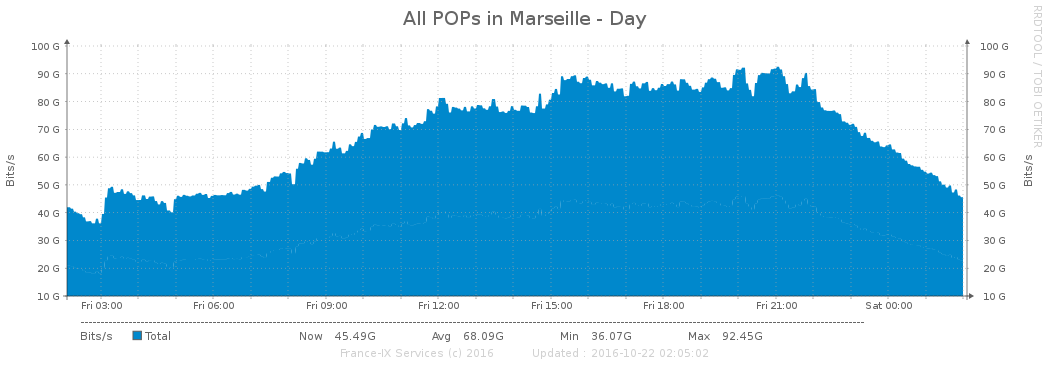 All POPs in Marseille - Day
RRDTOOL / TOBI OETIKER
Bits/s
100 G
90 G
80 G
70 G
60 G
50 G
40 G
30 G
20 G
10 G
100 G
90 G
80 G
70 G
60 G
50 G
40 G
30 G
20 G
10 G
Bits/s
Fri 03:00 Fri 06:00 Fri 09:00 Fri 12:00 Fri 15:00 Fri 18:00 Fri 21:00 Sat 00:00
Bits/s Total Now 45.49G Avg 68.09G Min 36.07G Max 92.45G
France-IX Services (c) 2016 Updated : 2016-10-22 02:05:02